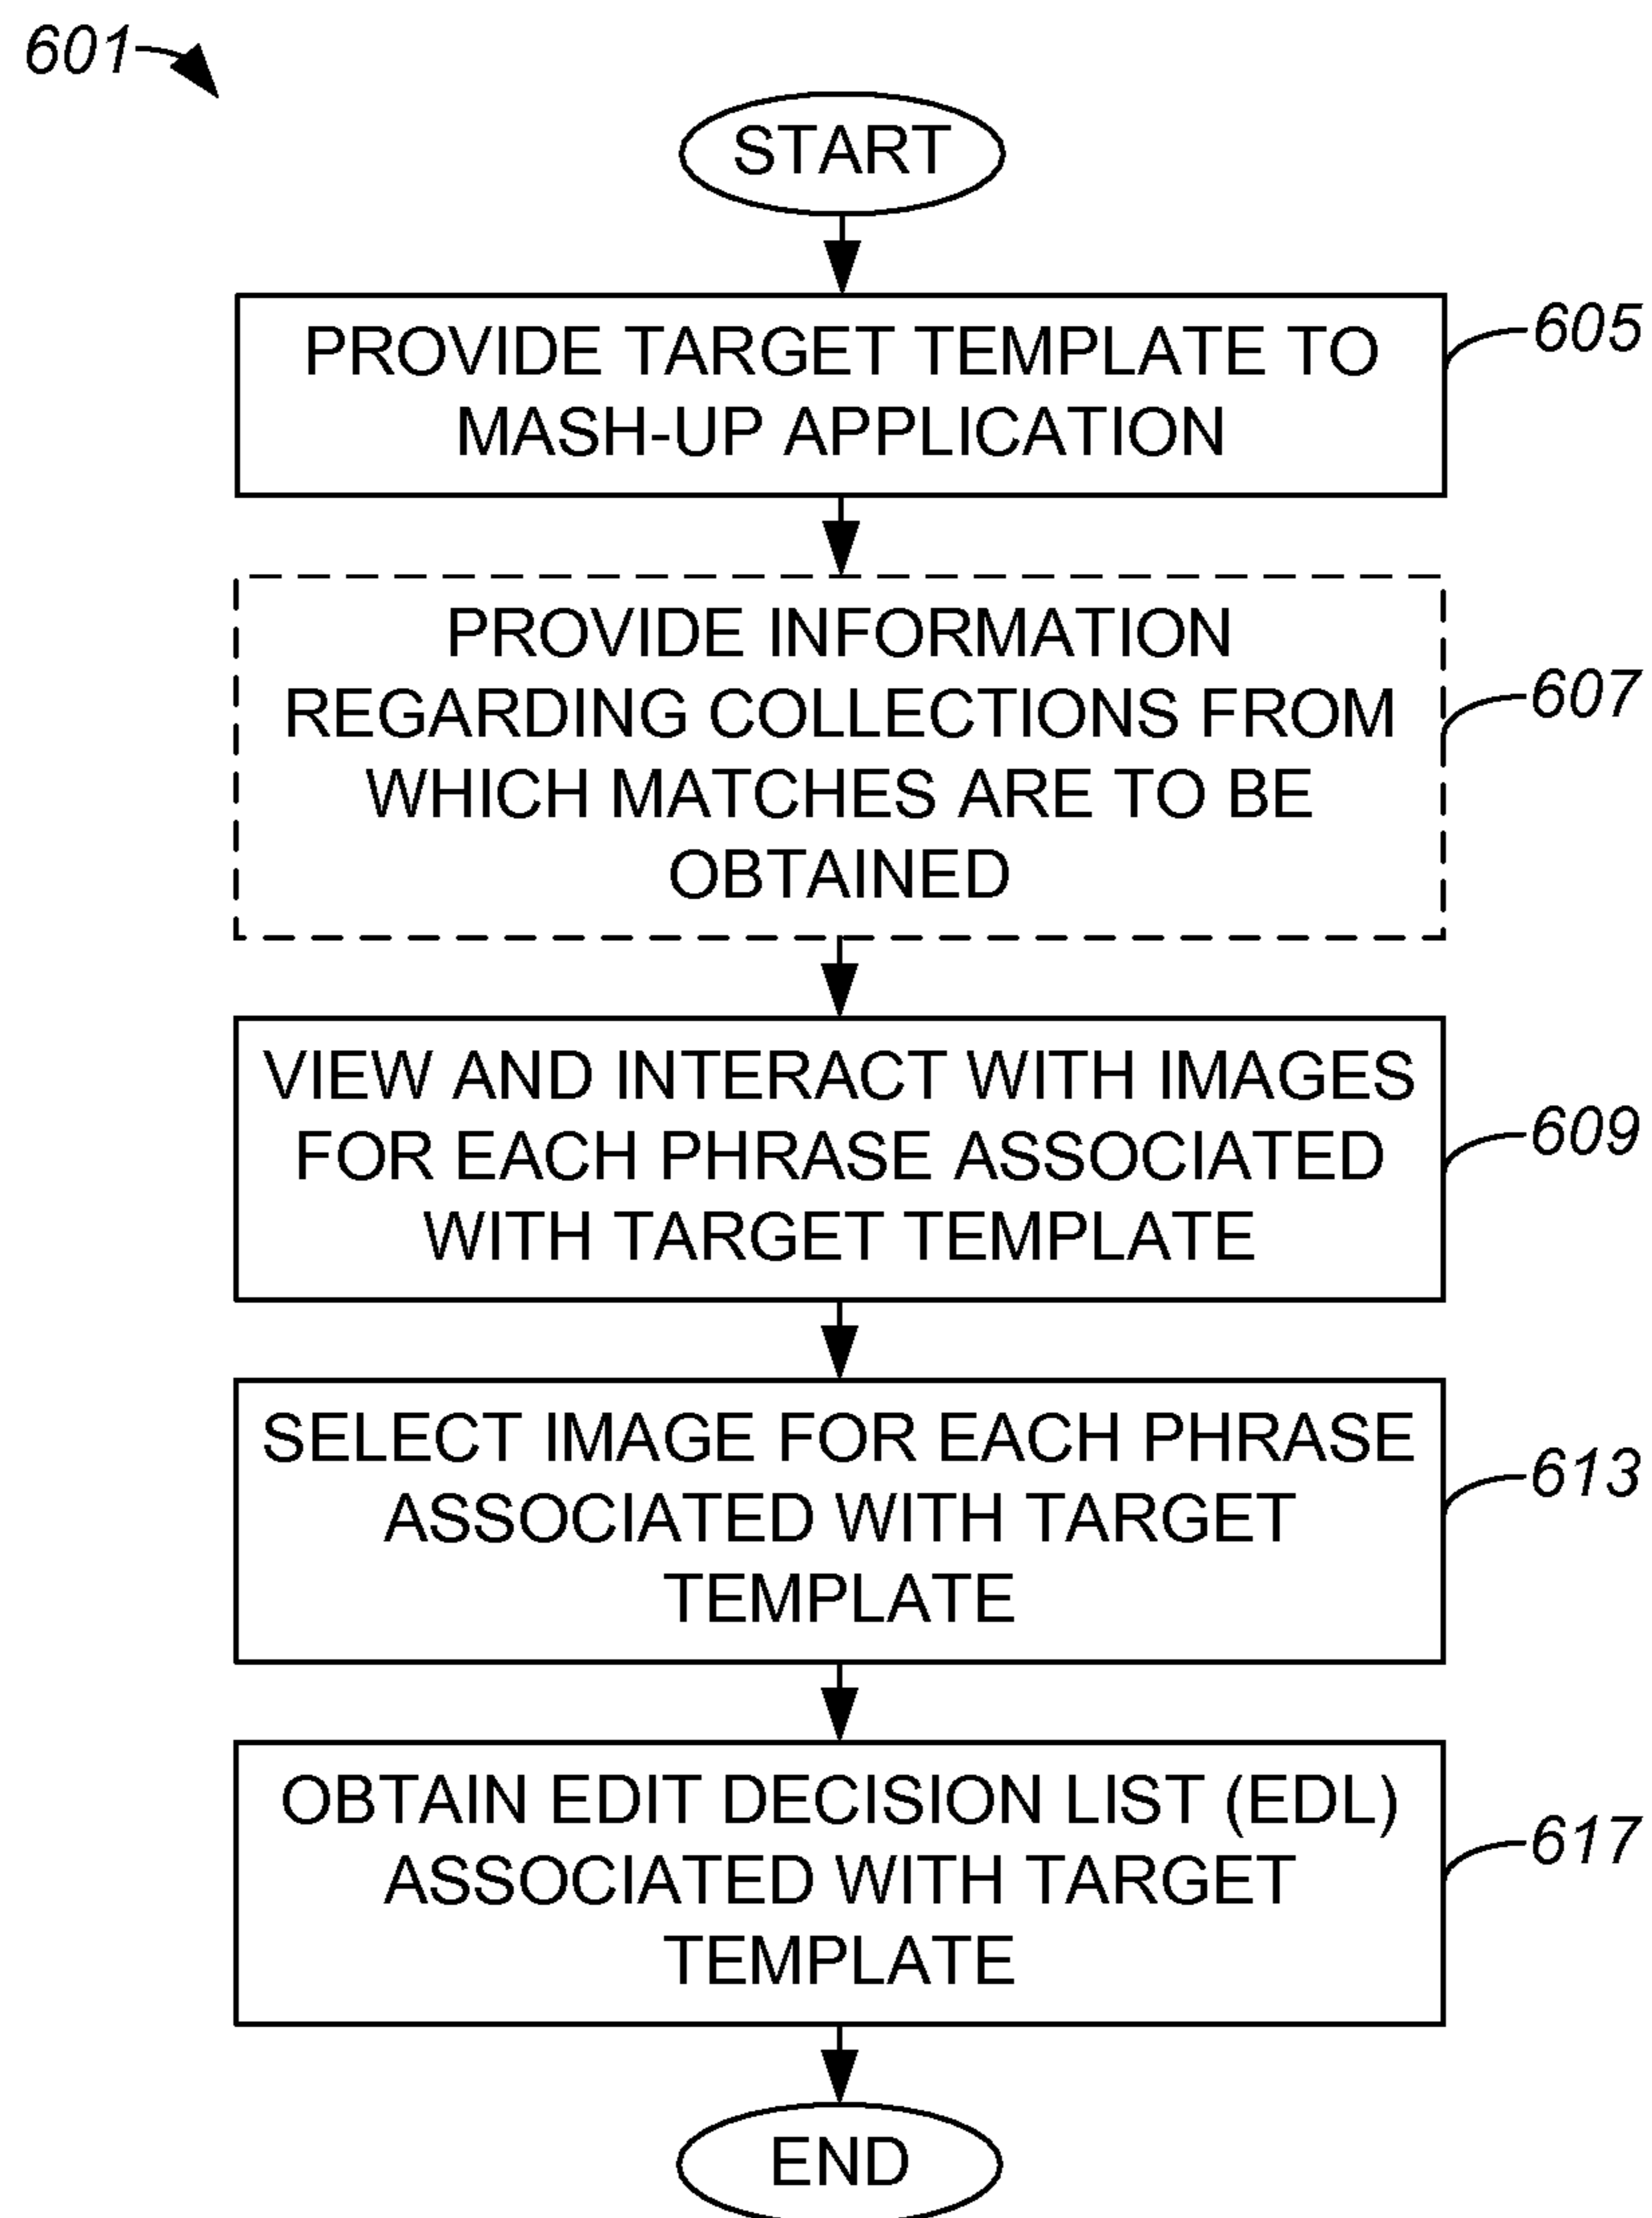 601
START
PROVIDE TARGET TEMPLATE TO
MASH-UP APPLICATION
605
PROVIDE INFORMATION
REGARDING COLLECTIONS FROM
WHICH MATCHES ARE TO BE
OBTAINED
607
VIEW AND INTERACT WITH IMAGES
FOR EACH PHRASE ASSOCIATED
WITH TARGET TEMPLATE
609
SELECT IMAGE FOR EACH PHRASE
ASSOCIATED WITH TARGET
TEMPLATE
613
OBTAIN EDIT DECISION LIST (EDL)
ASSOCIATED WITH TARGET
TEMPLATE
617
END